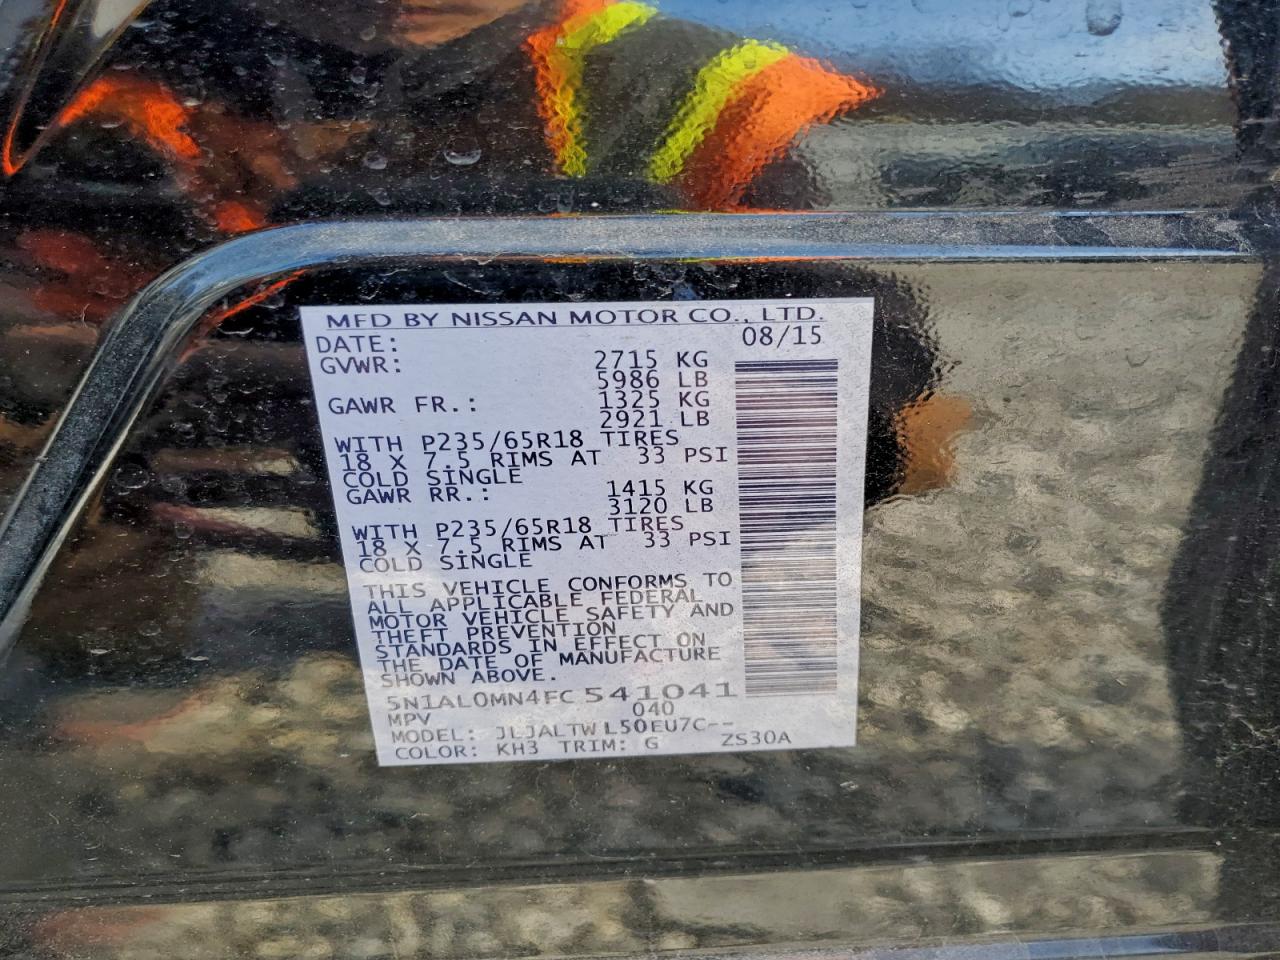 MFD BY NISSAN MOTOR CO., LTD.
DATE: 08/15
GVWR: 2715 KG
5986 LB
GAWR FR.: 1325 KG
2921 LB
WITH P235/65R18 TIRES
18 X 7.5 RIMS AT 33 PSI
COLD SINGLE
GAWR RR.: 1415 KG
3120 LB
WITH P235/65R18 TIRES
18 X 7.5 RIMS AT 33 PSI
COLD SINGLE
THIS VEHICLE CONFORMS TO
ALL APPLICABLE FEDERAL
MOTOR VEHICLE SAFETY AND
THEFT PREVENTION
STANDARDS IN EFFECT ON
THE DATE OF MANUFACTURE
SHOWN ABOVE.
5N1AL0MN4FC541041
MPV 040
MODEL: JLJALTWL50EU7C--
COLOR: KH3 TRIM: G ZS30A